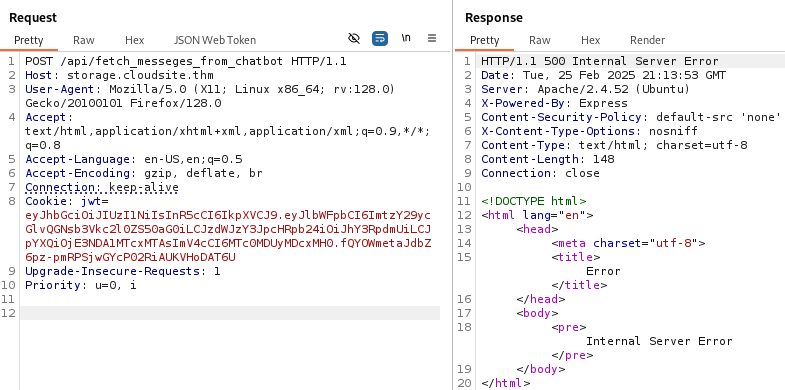 Request
Pretty Raw Hex JSON Web Token \n
1 POST /api/fetch_messeges_from_chatbot HTTP/1.1
2 Host: storage.cloudsite.thm
3 User-Agent: Mozilla/5.0 (X11; Linux x86_64; rv:128.0)
Gecko/20100101 Firefox/128.0
4 Accept:
text/html,application/xhtml+xml,application/xml;q=0.9,*/*;
q=0.8
5 Accept-Language: en-US,en;q=0.5
6 Accept-Encoding: gzip, deflate, br
7 Connection: keep-alive
8 Cookie: jwt=
eyJhbGciOiJIUzI1NiIsInR5cCI6IkpXVCJ9.eyJlbWFpbCI6ImtzY29yc
GlvQGNsb3Vkc2l0ZS50aG0iLCJzdWJzY3JpcHRpb24iOiJhY3RpdmUiLCJ
pYXQiOjE3NDA1MTcxMTAsImV4cCI6MTc0MDUyMDcxMH0.fQYOWmetaJdbZ
6pz-pmRPSjwGYcP02RiAUKVHoDAT6U
9 Upgrade-Insecure-Requests: 1
10 Priority: u=0, i
11
12
Response
Pretty Raw Hex Render
1 HTTP/1.1 500 Internal Server Error
2 Date: Tue, 25 Feb 2025 21:13:53 GMT
3 Server: Apache/2.4.52 (Ubuntu)
4 X-Powered-By: Express
5 Content-Security-Policy: default-src 'none'
6 X-Content-Type-Options: nosniff
7 Content-Type: text/html; charset=utf-8
8 Content-Length: 148
9 Connection: close
10
11 <!DOCTYPE html>
12 <html lang="en">
13 <head>
14 <meta charset="utf-8">
15 <title>
Error
</title>
16 </head>
17 <body>
18 <pre>
Internal Server Error
</pre>
19 </body>
20 </html>